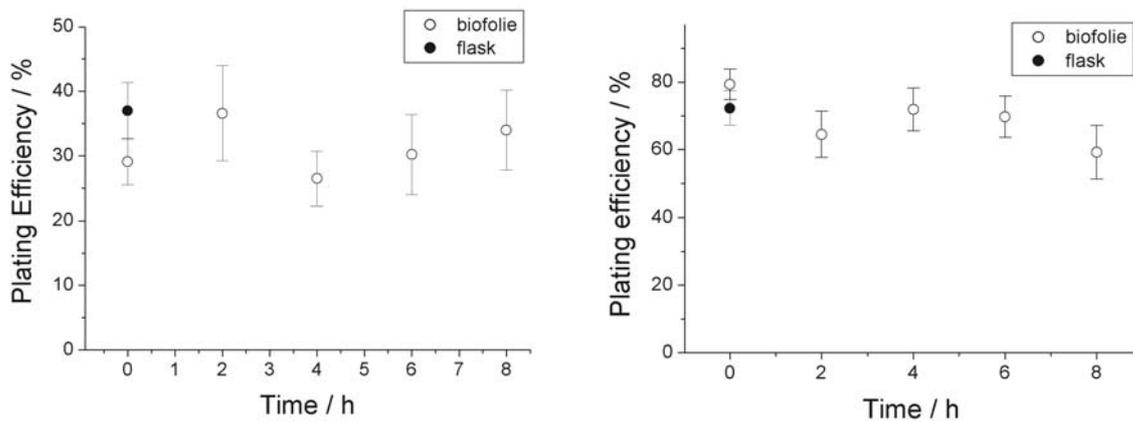 Plating Efficiency / %
50
40
30
20
10
0
biofolie
flask
0 1 2 3 4 5 6 7 8
Time / h
Plating efficiency / %
80
60
40
20
0
biofolie
flask
0 2 4 6 8
Time / h